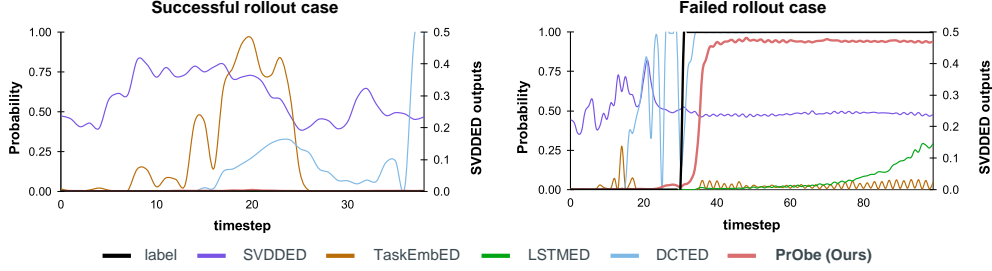 Successful rollout case
Failed rollout case
1.00
0.75
0.50
0.25
0.00
Probability
0.5
0.4
0.3
0.2
0.1
0.0
SVDDED outputs
0
10
20
30
timestep
1.00
0.75
0.50
0.25
0.00
Probability
0.5
0.4
0.3
0.2
0.1
0.0
SVDDED outputs
0
20
40
60
80
timestep
label
SVDDED
TaskEmbED
LSTMED
DCTED
PrObe (Ours)